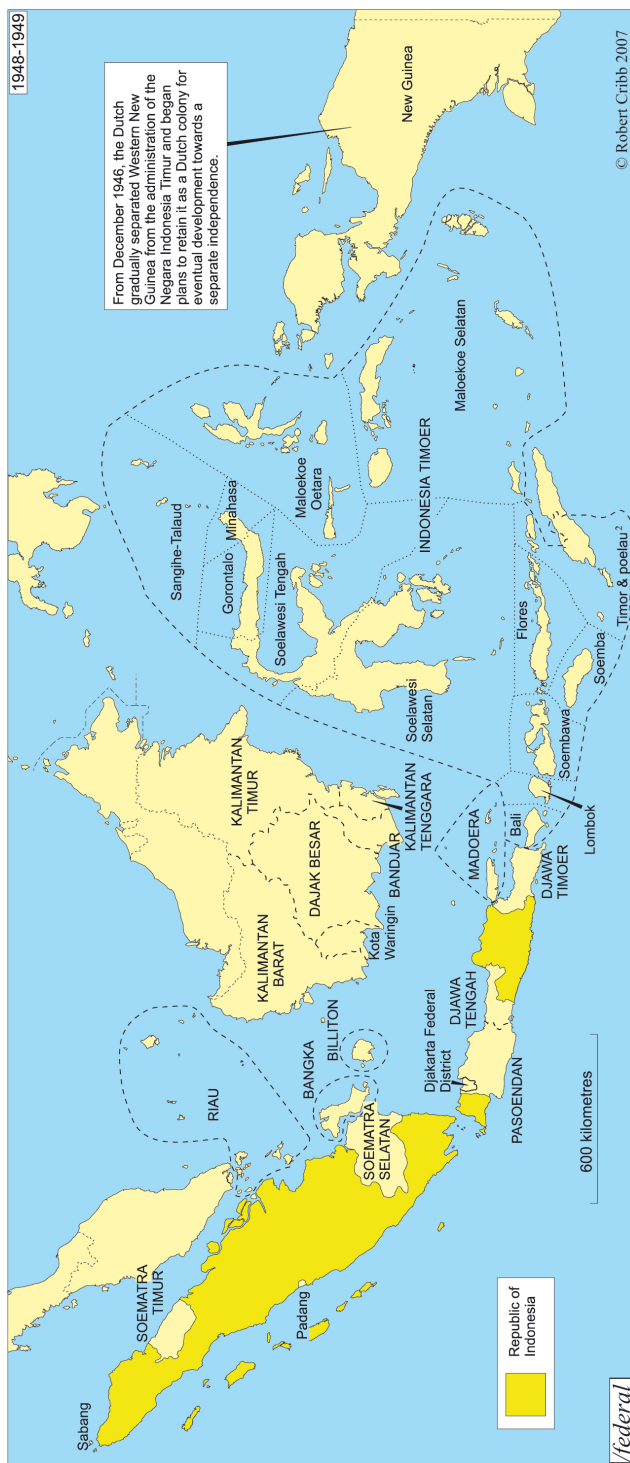 1948-1949
From December 1946, the Dutch
gradually separated Western New
Guinea from the administration of the
Negara Indonesia Timur and began
plans to retain it as a Dutch colony for
eventual development towards a
separate independence.
Sabang
SOEMATRA
TIMUR
Padang
RIAU
BANGKA
BILLITON
SOEMATRA
SELATAN
KALIMANTAN
BARAT
KALIMANTAN
TIMUR
DAJAK BESAR
Kota
Waringin
BANDJAR
KALIMANTAN
TENGGARA
Sangihe-Talaud
Gorontalo
Minahasa
Soelawesi Tengah
Maloekoe
Oetara
Soelawesi
Selatan
INDONESIA TIMOER
Maloekoe Selatan
New Guinea
Djakarta Federal
District
PASOENDAN
DJAWA
TENGAH
MADOERA
DJAWA
TIMOER
Bali
Lombok
Soembawa
Flores
Soemba
Timor & poelau ²
600 kilometres
Republic of
Indonesia
/federal
© Robert Cribb 2007